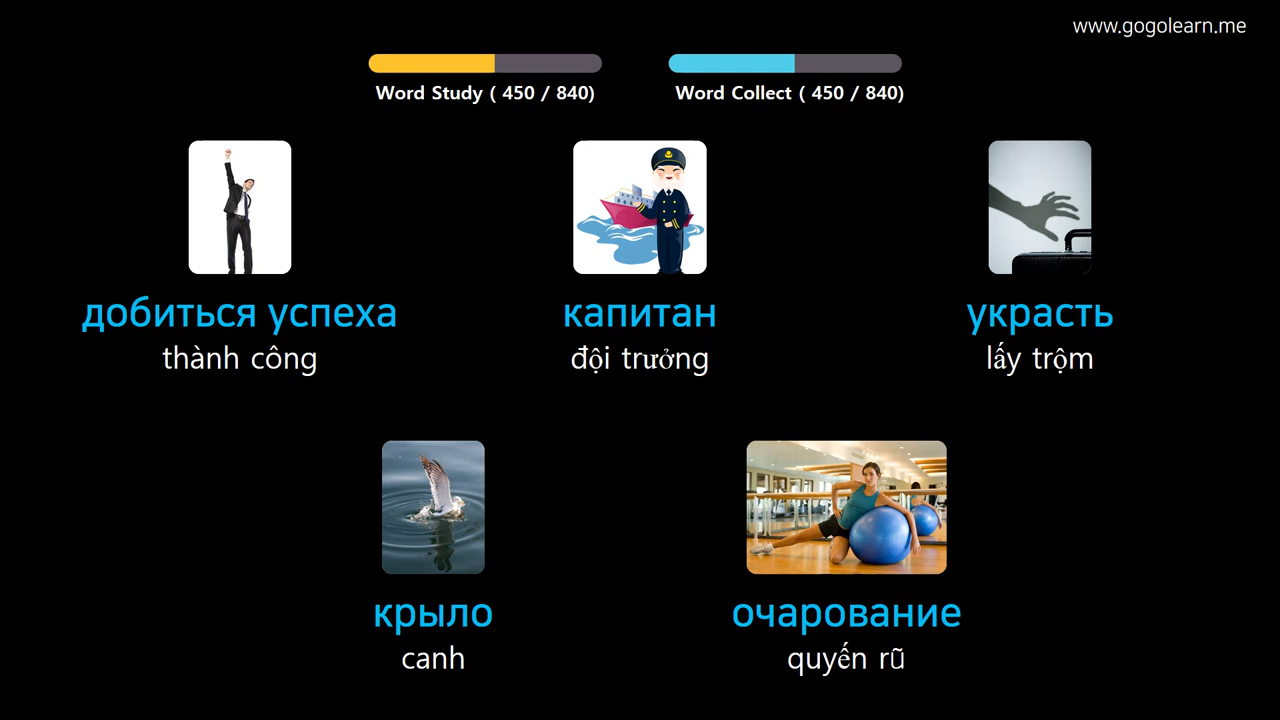 www.gogolearn.me
Word Study ( 450 / 840)
Word Collect ( 450 / 840)
добиться успеха
thành công
капитан
đội trưởng
украсть
lấy trộm
крыло
canh
очарование
quyến rũ